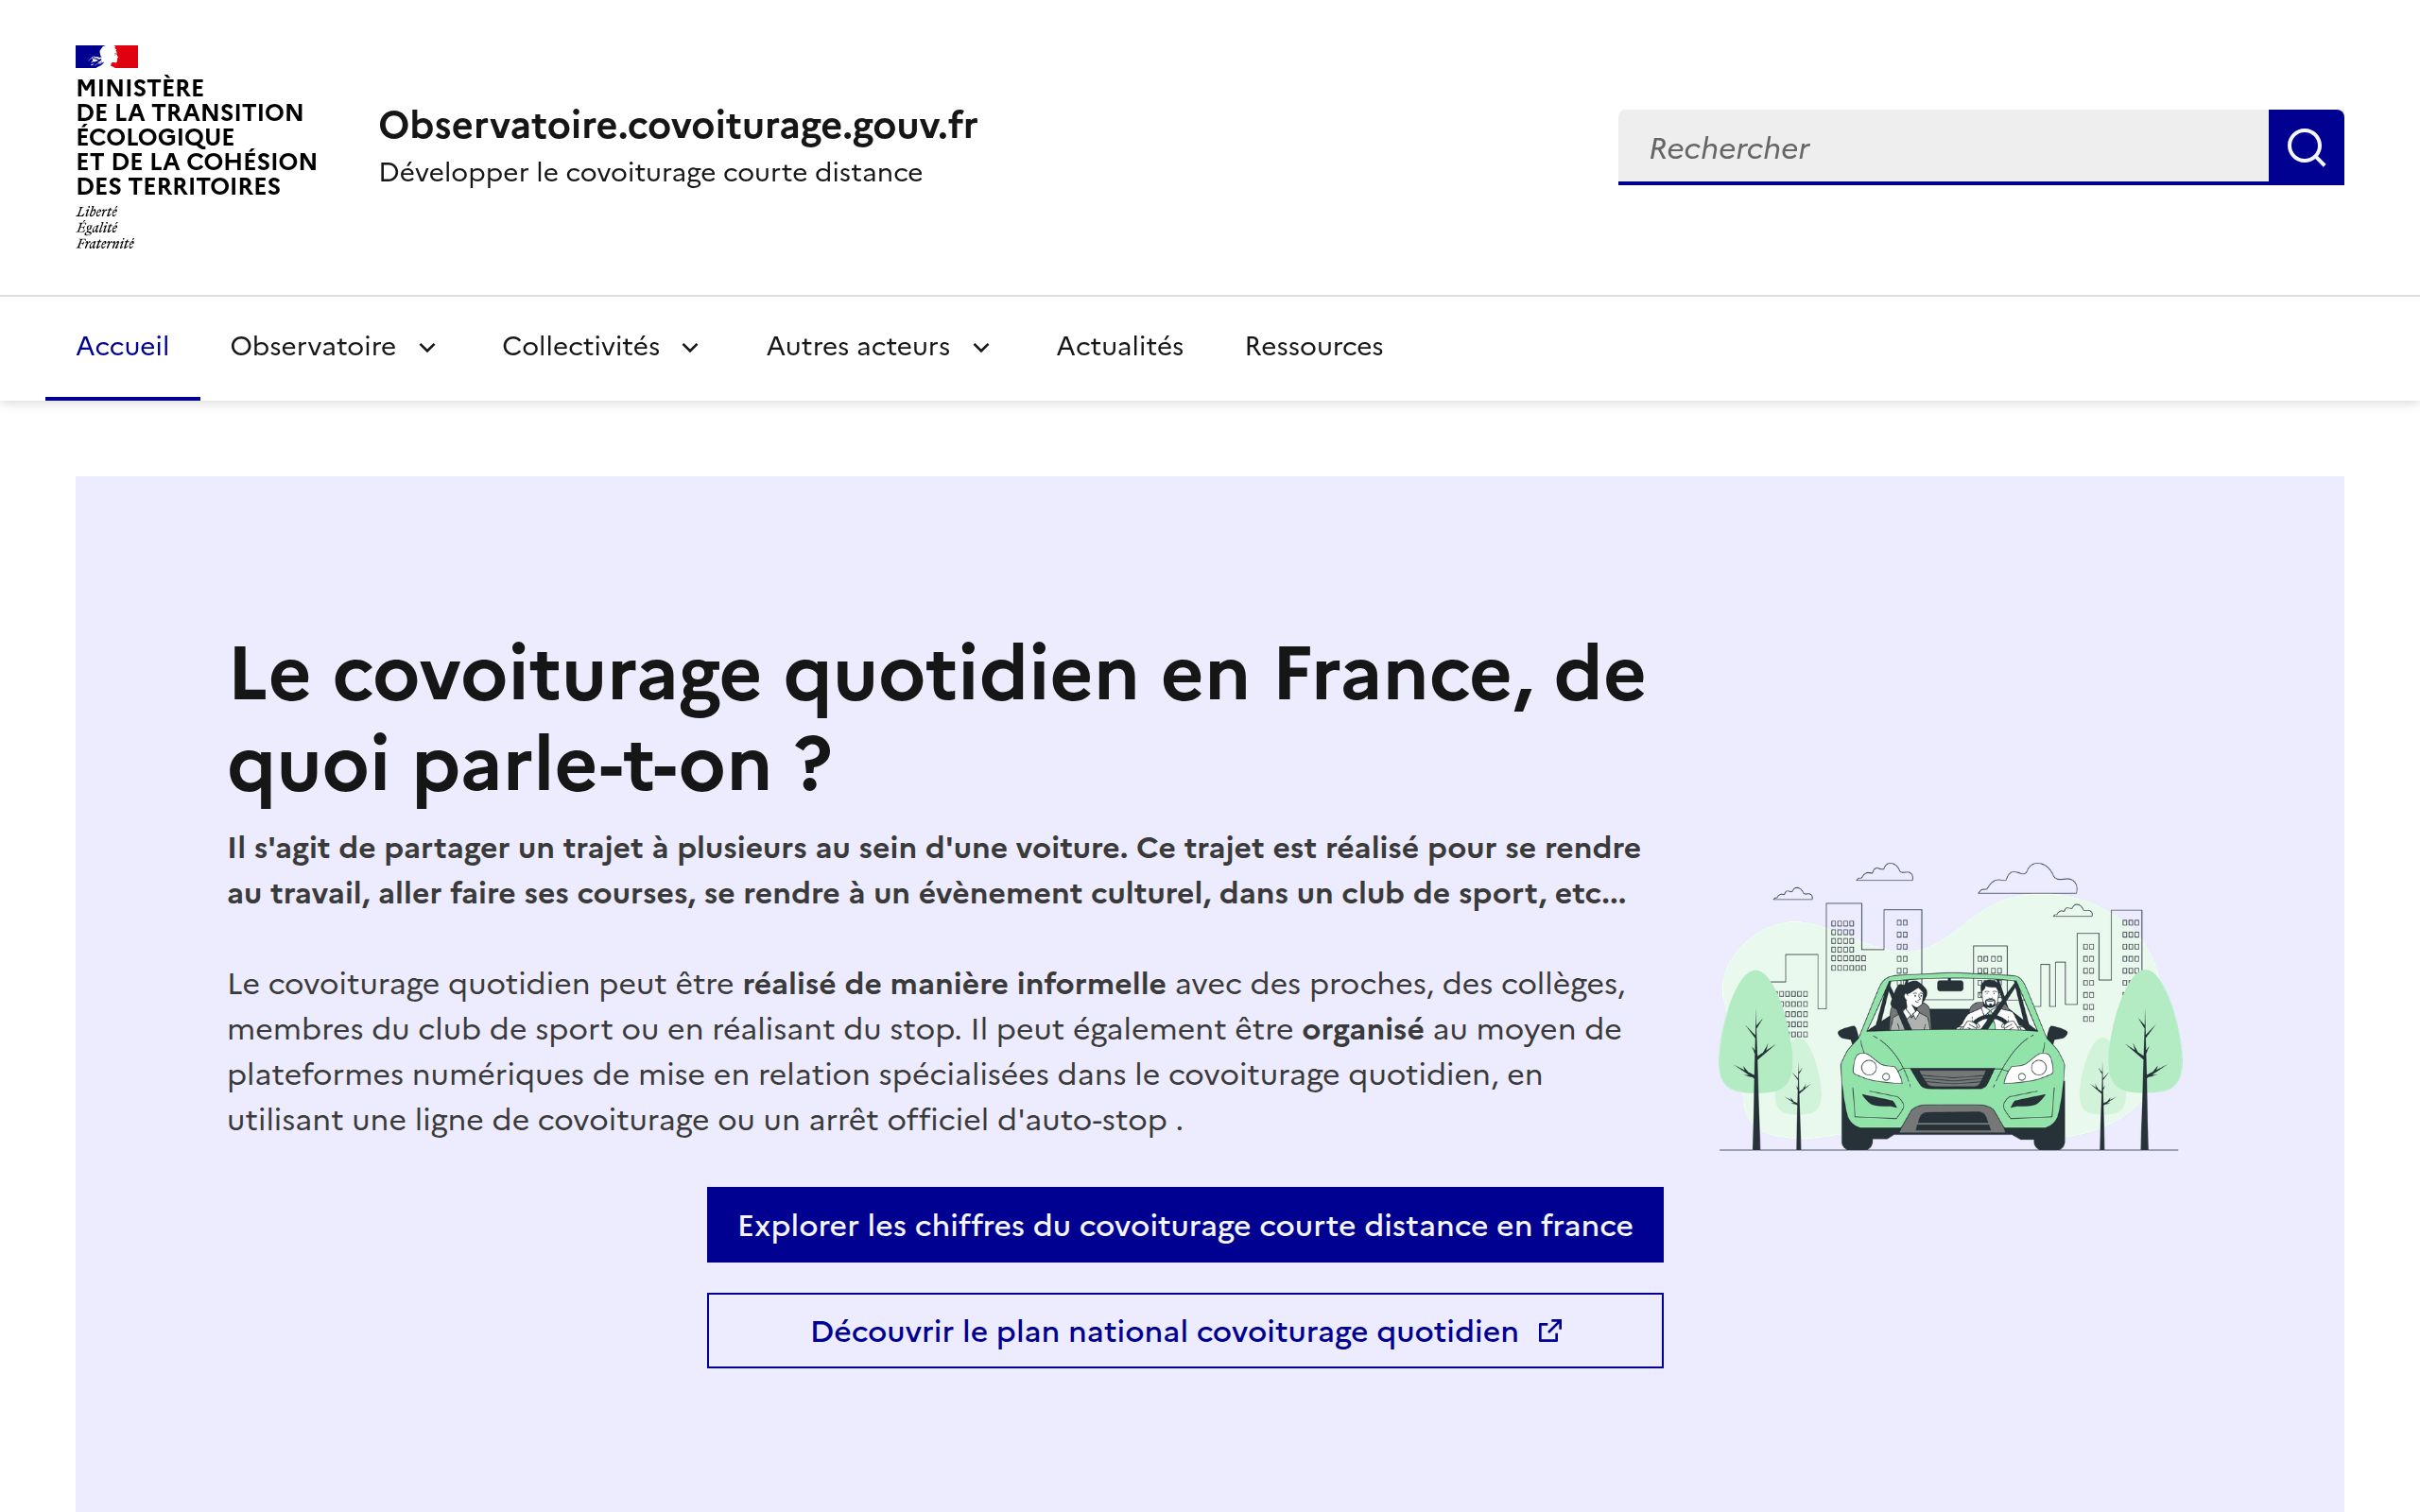 MINISTÈRE
DE LA TRANSITION
ÉCOLOGIQUE
ET DE LA COHÉSION
DES TERRITOIRES
Liberté
Égalité
Fraternité
Observatoire.covoiturage.gouv.fr
Développer le covoiturage courte distance
Rechercher
Accueil
Observatoire
Collectivités
Autres acteurs
Actualités
Ressources
Le covoiturage quotidien en France, de
quoi parle-t-on ?
Il s'agit de partager un trajet à plusieurs au sein d'une voiture. Ce trajet est réalisé pour se rendre
au travail, aller faire ses courses, se rendre à un évènement culturel, dans un club de sport, etc...
Le covoiturage quotidien peut être réalisé de manière informelle avec des proches, des collèges,
membres du club de sport ou en réalisant du stop. Il peut également être organisé au moyen de
plateformes numériques de mise en relation spécialisées dans le covoiturage quotidien, en
utilisant une ligne de covoiturage ou un arrêt officiel d'auto-stop .
Explorer les chiffres du covoiturage courte distance en france
Découvrir le plan national covoiturage quotidien